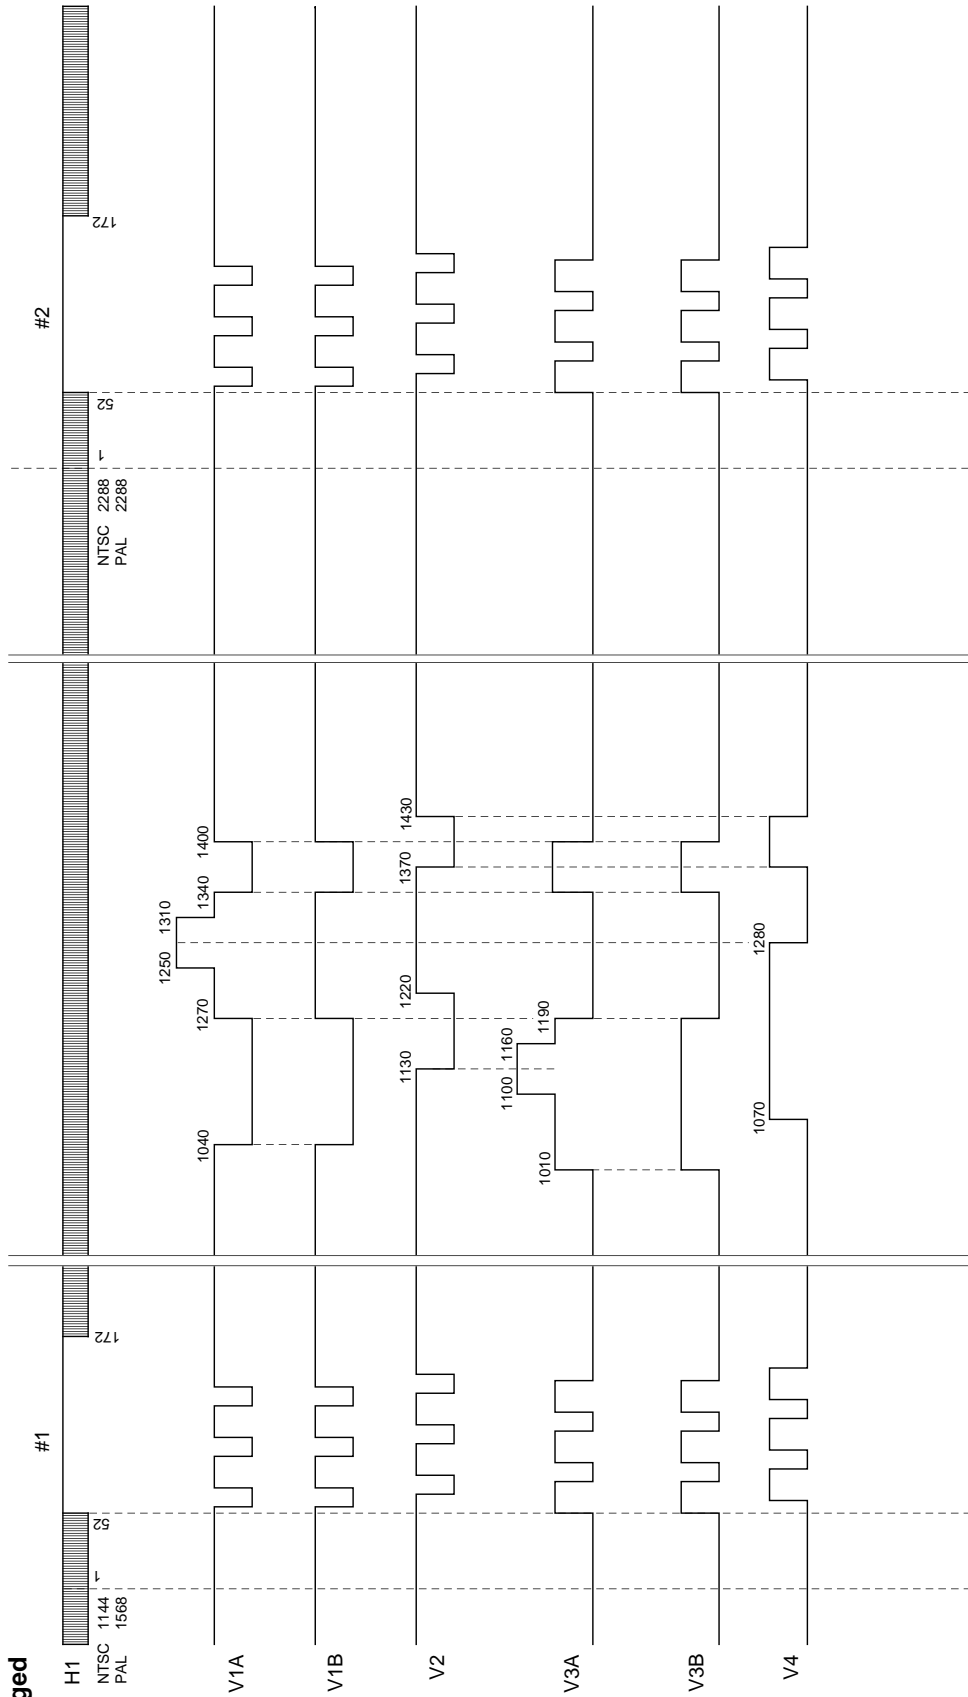 ged
#1 #2
H1
NTSC 1144 1 52 172 NTSC 2288 1 52 172
PAL 1568 PAL 2288
1250 1310
1040 1270 1340 1400
V1A
V1B
1130 1220 1370 1430
V2
1100 1160
1010 1190
V3A
V3B
1070 1280
V4